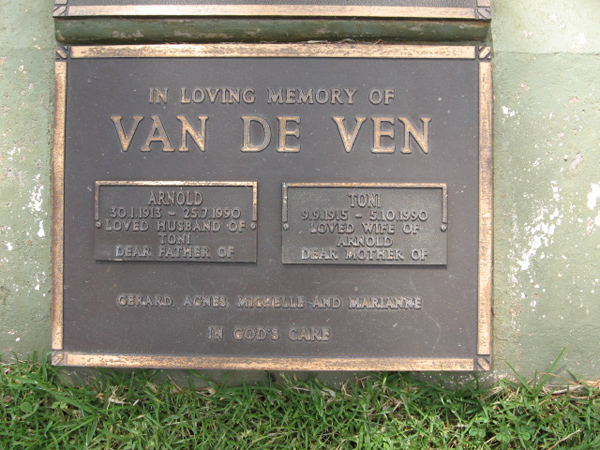 IN LOVING MEMORY OF
VAN DE VEN
ARNOLD
30.1.1913 - 25.7.1990
LOVED HUSBAND OF
TONI
DEAR FATHER OF
TONI
9.9.1915 - 5.10.1990
LOVED WIFE OF
ARNOLD
DEAR MOTHER OF
GERARD, AGNES, MICHELLE AND MARIANNE
IN GOD'S CARE